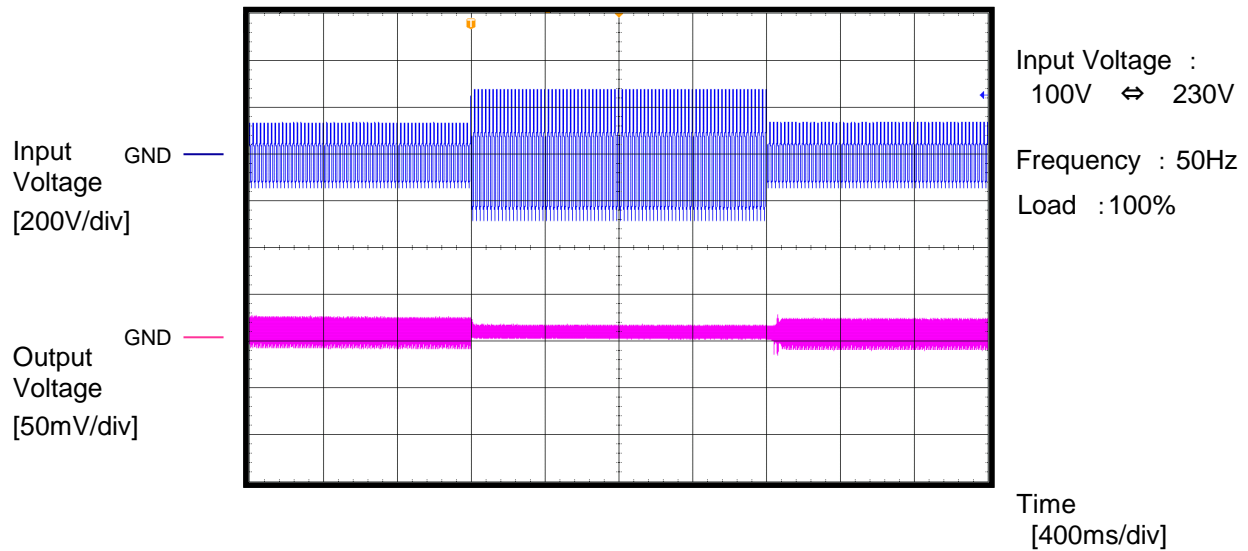 T
Input Voltage :
100V ⇔ 230V
Frequency : 50Hz
Load : 100%
Input
Voltage
[200V/div]
GND
GND
Output
Voltage
[50mV/div]
Time
[400ms/div]